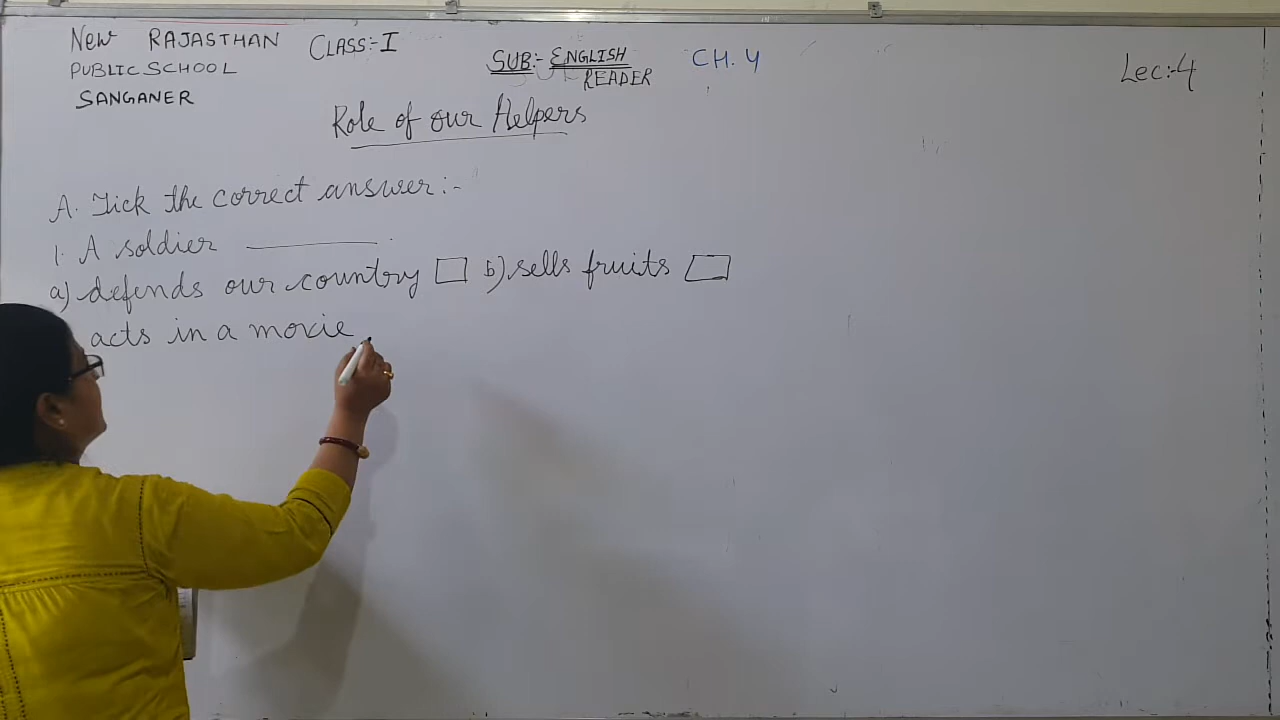 New RAJASTHAN
PUBLIC SCHOOL
SANGANER
CLASS:-I
SUB:- ENGLISH
READER
CH. 4
Lec:-4
Role of our Helpers
A. Tick the correct answer:-
1. A soldier ________
a) defends our country b) sells fruits
acts in a movie